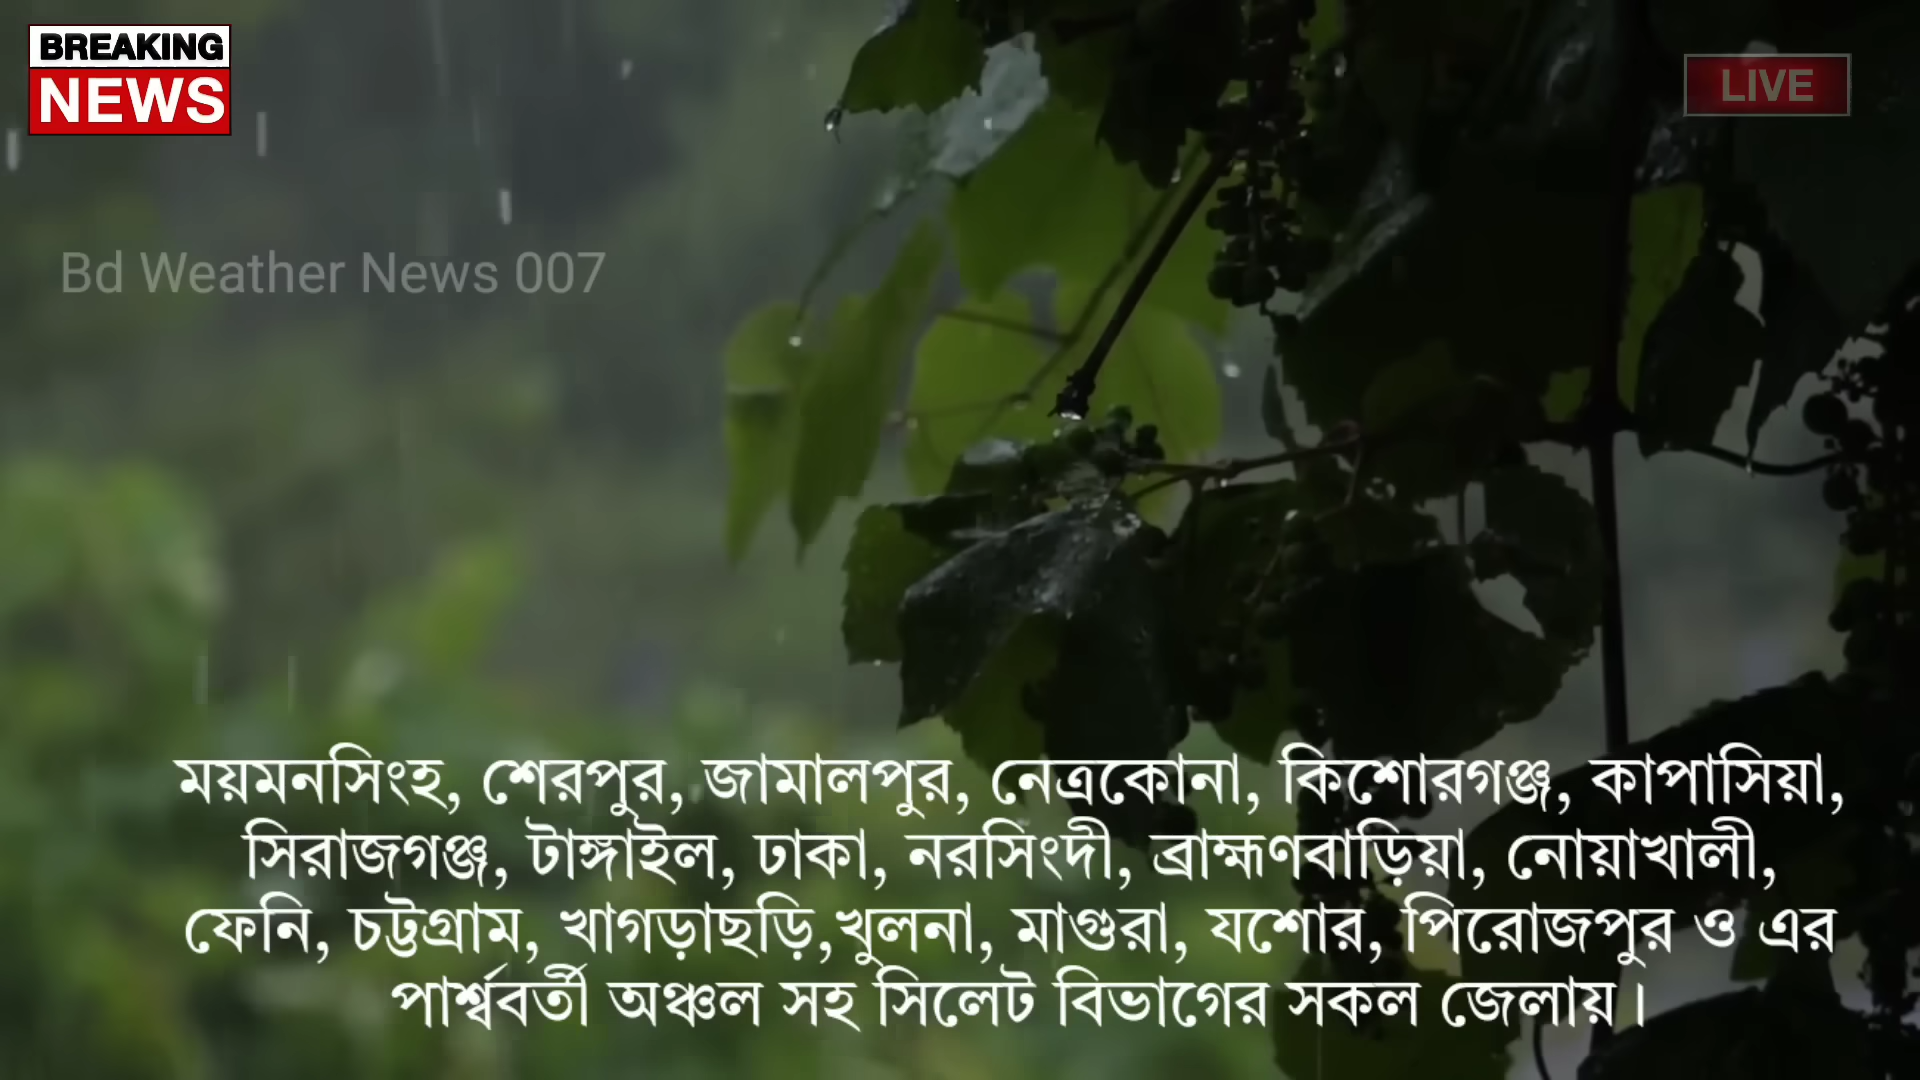 BREAKING
NEWS
LIVE
Bd Weather News 007
ময়মনসিংহ, শেরপুর, জামালপুর, নেত্রকোনা, কিশোরগঞ্জ, কাপাসিয়া,
সিরাজগঞ্জ, টাঙ্গাইল, ঢাকা, নরসিংদী, ব্রাহ্মণবাড়িয়া, নোয়াখালী,
ফেনি, চট্টগ্রাম, খাগড়াছড়ি,খুলনা, মাগুরা, যশোর, পিরোজপুর ও এর
পার্শ্ববর্তী অঞ্চল সহ সিলেট বিভাগের সকল জেলায়।